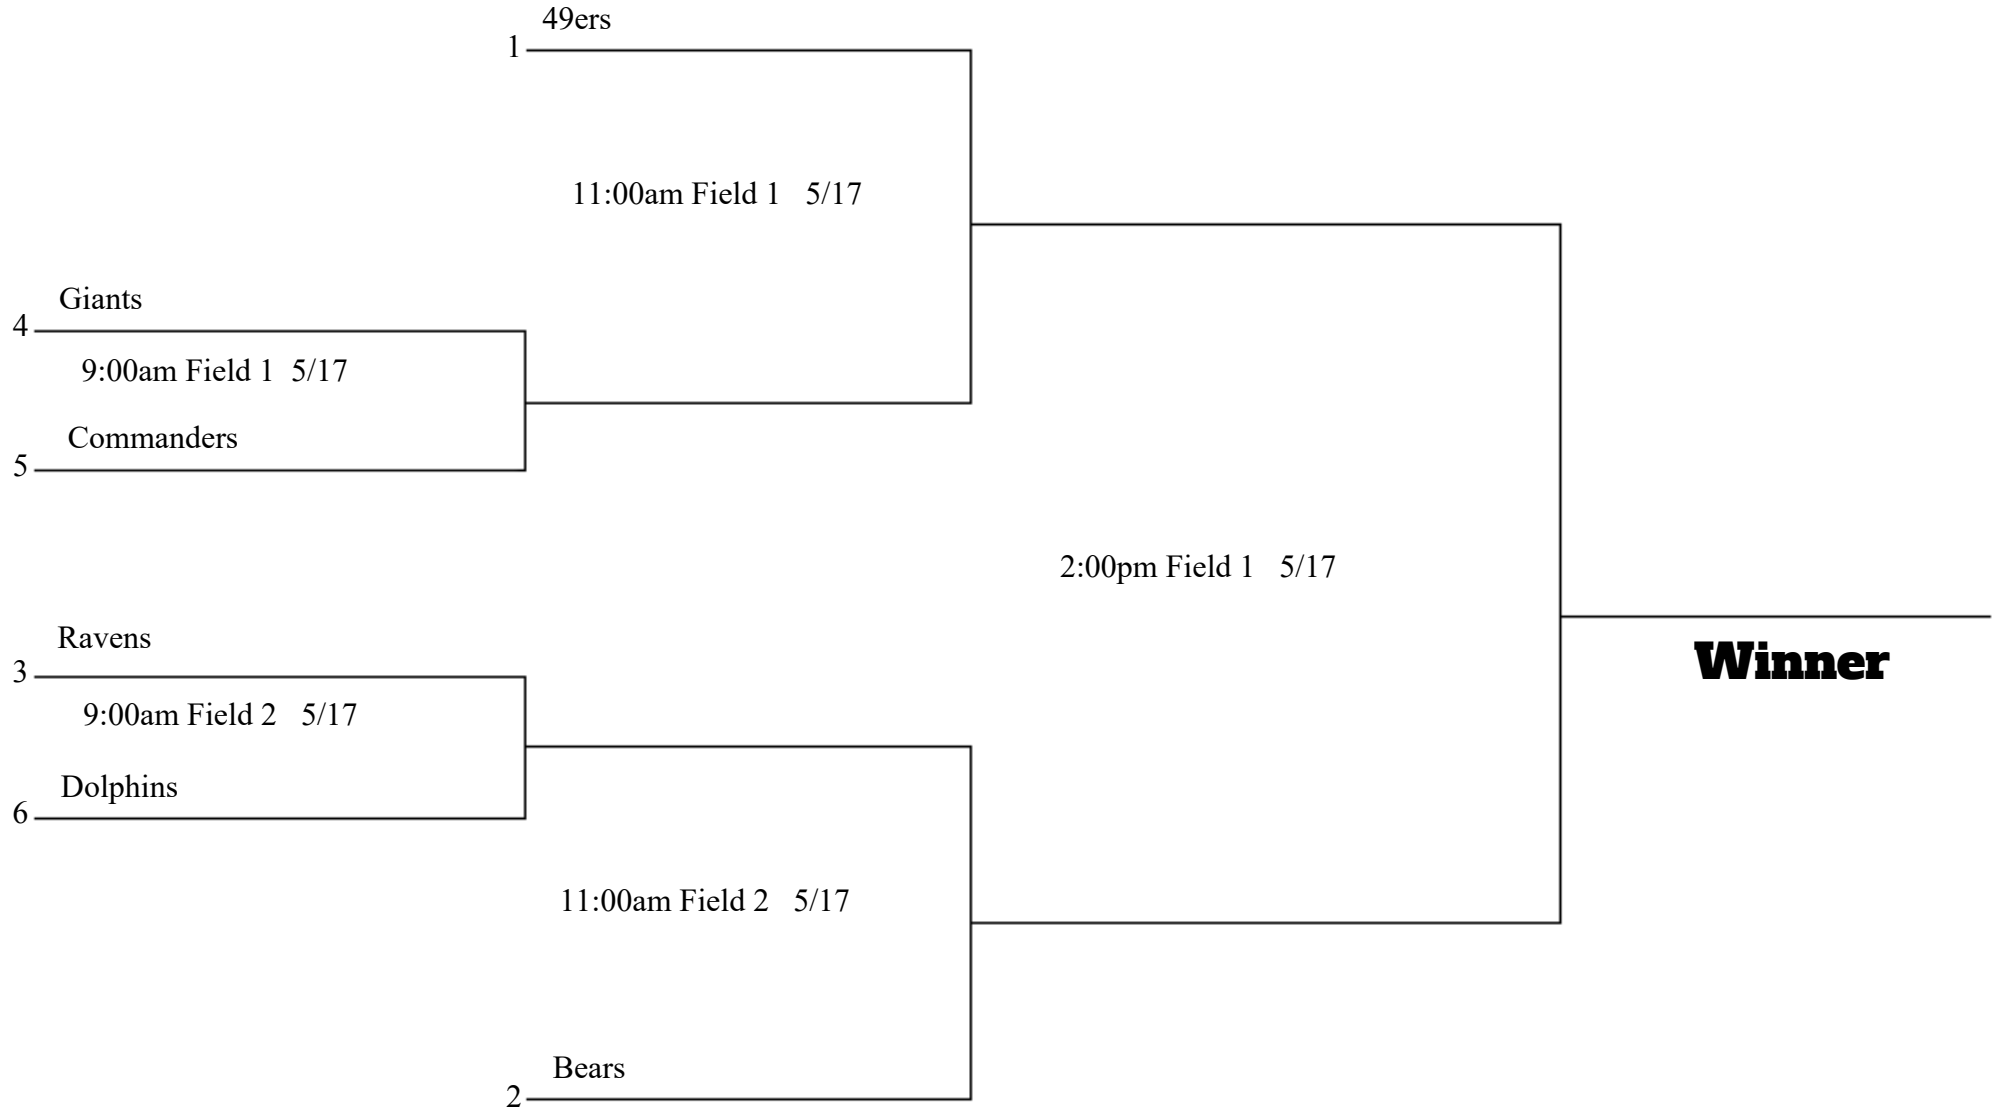 49ers
1
11:00am Field 1 5/17
Giants
4
9:00am Field 1 5/17
Commanders
5
2:00pm Field 1 5/17
Ravens
3
Winner
9:00am Field 2 5/17
Dolphins
6
11:00am Field 2 5/17
Bears
2